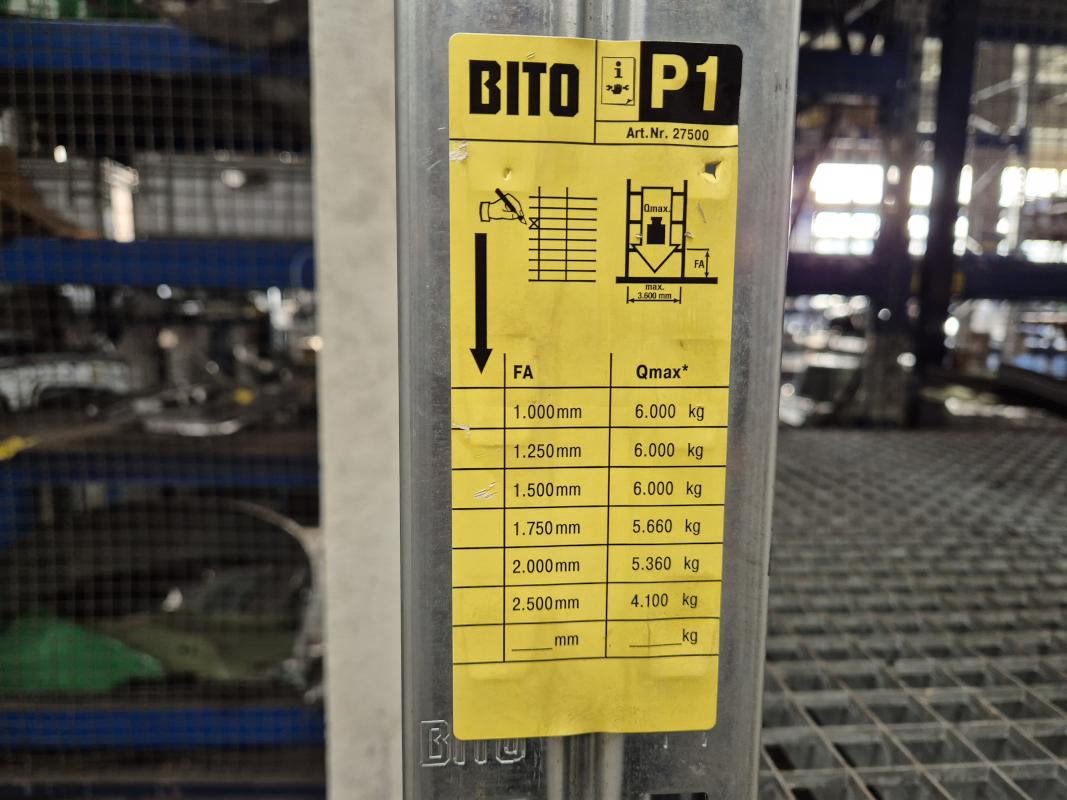 BITO
i
P1
Art.Nr. 27500
Qmax.
FA
max.
3.600 mm
FA Qmax*
1.000mm 6.000 kg
1.250mm 6.000 kg
1.500mm 6.000 kg
1.750mm 5.660 kg
2.000mm 5.360 kg
2.500mm 4.100 kg
____mm _____kg
BITO